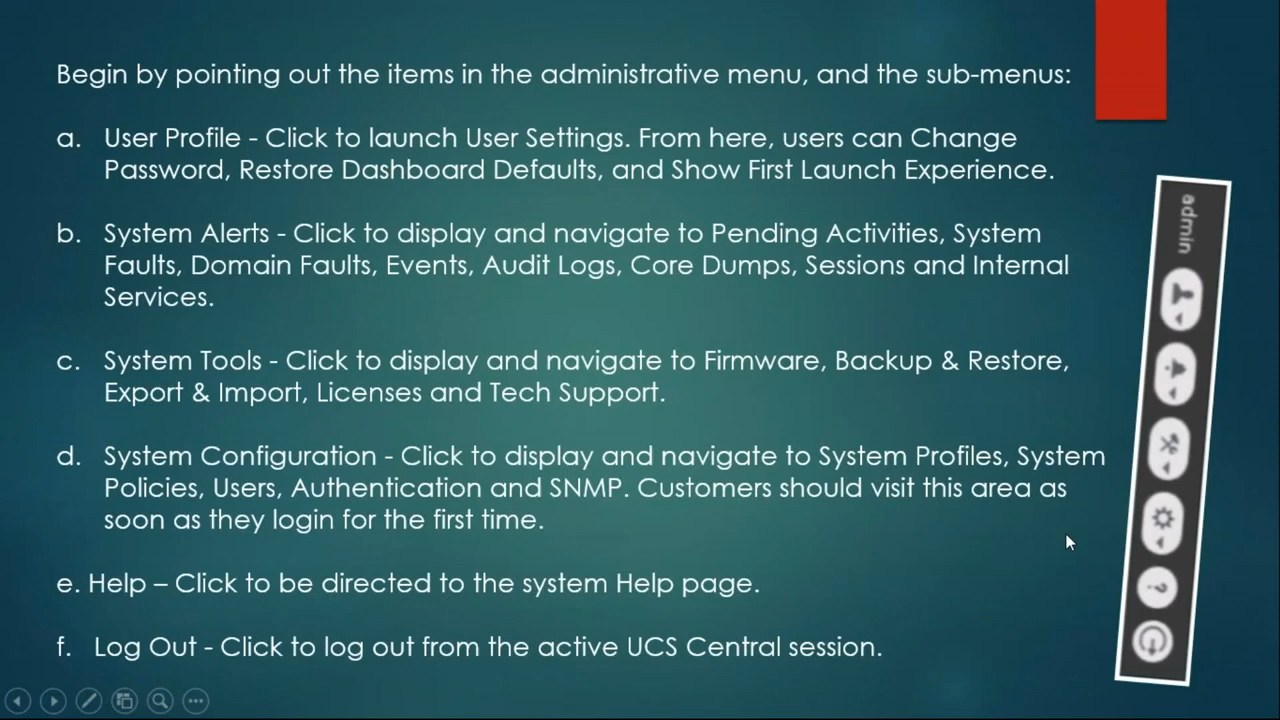 Begin by pointing out the items in the administrative menu, and the sub-menus:
a. User Profile - Click to launch User Settings. From here, users can Change
Password, Restore Dashboard Defaults, and Show First Launch Experience.
b. System Alerts - Click to display and navigate to Pending Activities, System
Faults, Domain Faults, Events, Audit Logs, Core Dumps, Sessions and Internal
Services.
c. System Tools - Click to display and navigate to Firmware, Backup & Restore,
Export & Import, Licenses and Tech Support.
d. System Configuration - Click to display and navigate to System Profiles, System
Policies, Users, Authentication and SNMP. Customers should visit this area as
soon as they login for the first time.
e. Help – Click to be directed to the system Help page.
f. Log Out - Click to log out from the active UCS Central session.
admin
?